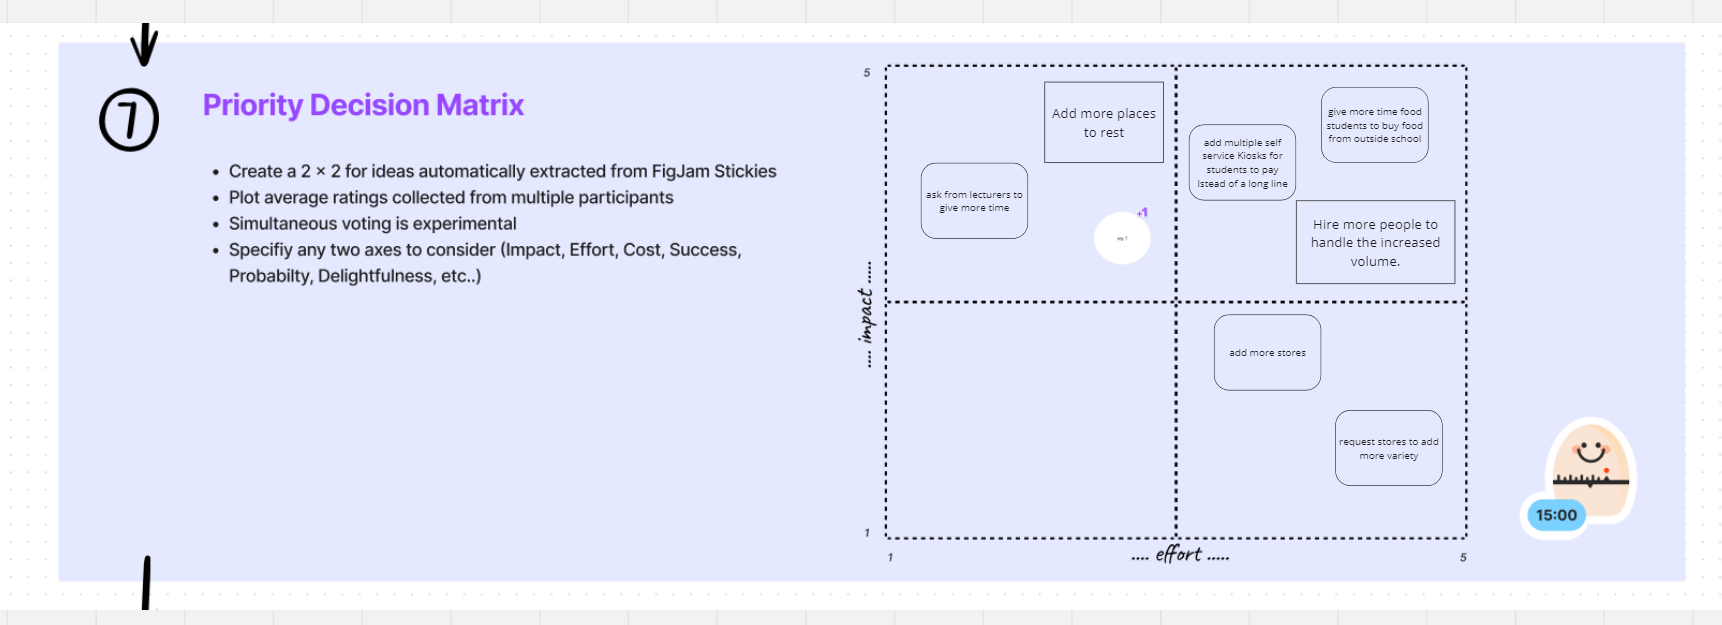 7
Priority Decision Matrix
• Create a 2 × 2 for ideas automatically extracted from FigJam Stickies
• Plot average ratings collected from multiple participants
• Simultaneous voting is experimental
• Specifiy any two axes to consider (Impact, Effort, Cost, Success,
Probabilty, Delightfulness, etc..)
5
.... impact ......
1
Add more places
to rest
ask from lecturers to
give more time
+1
add multiple self
service Kiosks for
students to pay
Istead of a long line
give more time food
students to buy food
from outside school
Hire more people to
handle the increased
volume.
add more stores
request stores to add
more variety
1
.... effort .....
5
15:00